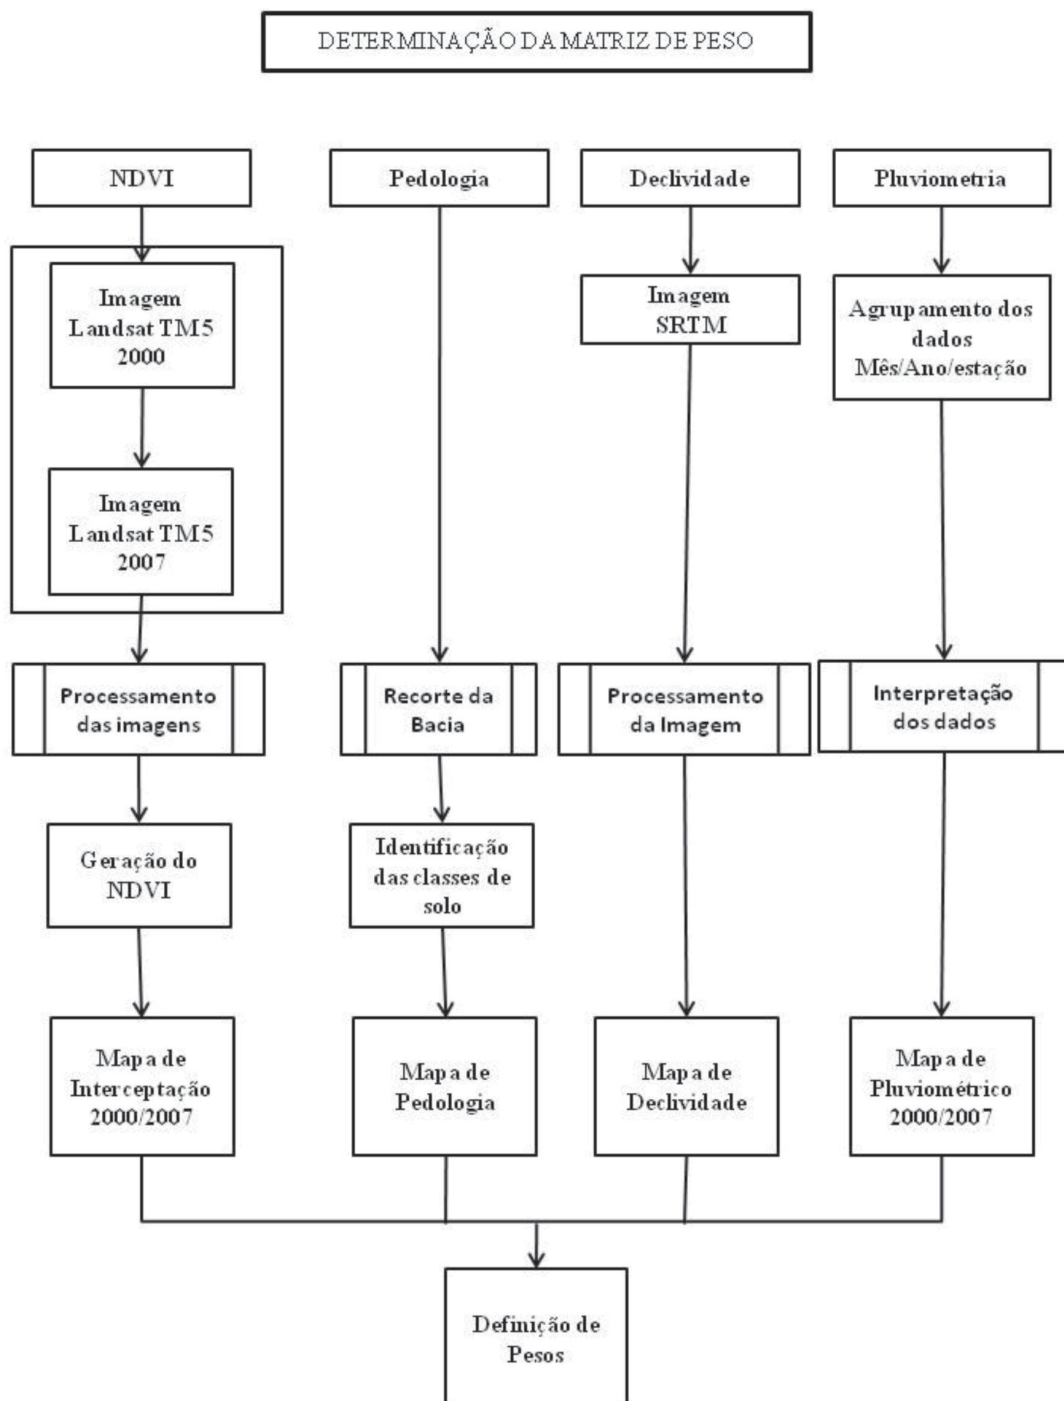 DETERMINAÇÃO DA MATRIZ DE PESO
NDVI
Pedologia
Declividade
Pluviometria
Imagem
Landsat TM5
2000
Imagem
SRTM
Agrupamento dos
dados
Mês/Ano/estação
Imagem
Landsat TM5
2007
Processamento
das imagens
Recorte da
Bacia
Processamento
da Imagem
Interpretação
dos dados
Geração do
NDVI
Identificação
das classes de
solo
Mapa de
Interceptação
2000/2007
Mapa de
Pedologia
Mapa de
Declividade
Mapa de
Pluviométrico
2000/2007
Definição de
Pesos